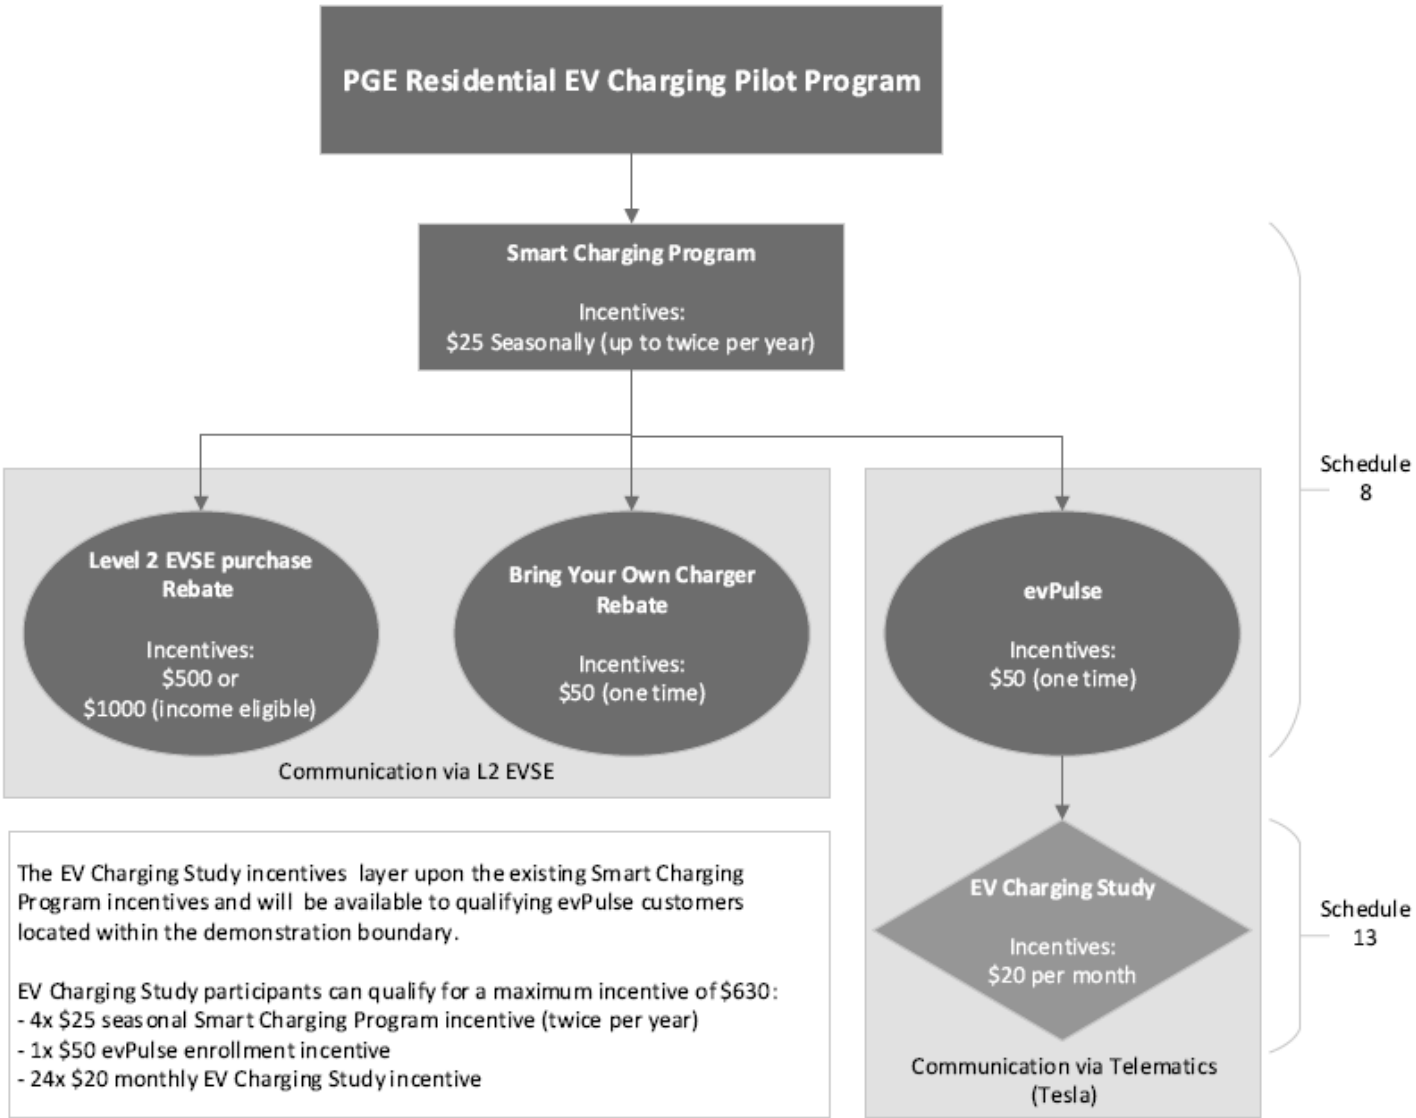 PGE Residential EV Charging Pilot Program
Smart Charging Program
Incentives:
$25 Seasonally (up to twice per year)
Schedule
8
Level 2 EVSE purchase
Rebate
Incentives:
$500 or
$1000 (income eligible)
Bring Your Own Charger
Rebate
Incentives:
$50 (one time)
Communication via L2 EVSE
evPulse
Incentives:
$50 (one time)
EV Charging Study
Incentives:
$20 per month
Communication via Telematics
(Tesla)
Schedule
13
The EV Charging Study incentives layer upon the existing Smart Charging
Program incentives and will be available to qualifying evPulse customers
located within the demonstration boundary.
EV Charging Study participants can qualify for a maximum incentive of $630:
- 4x $25 seasonal Smart Charging Program incentive (twice per year)
- 1x $50 evPulse enrollment incentive
- 24x $20 monthly EV Charging Study incentive